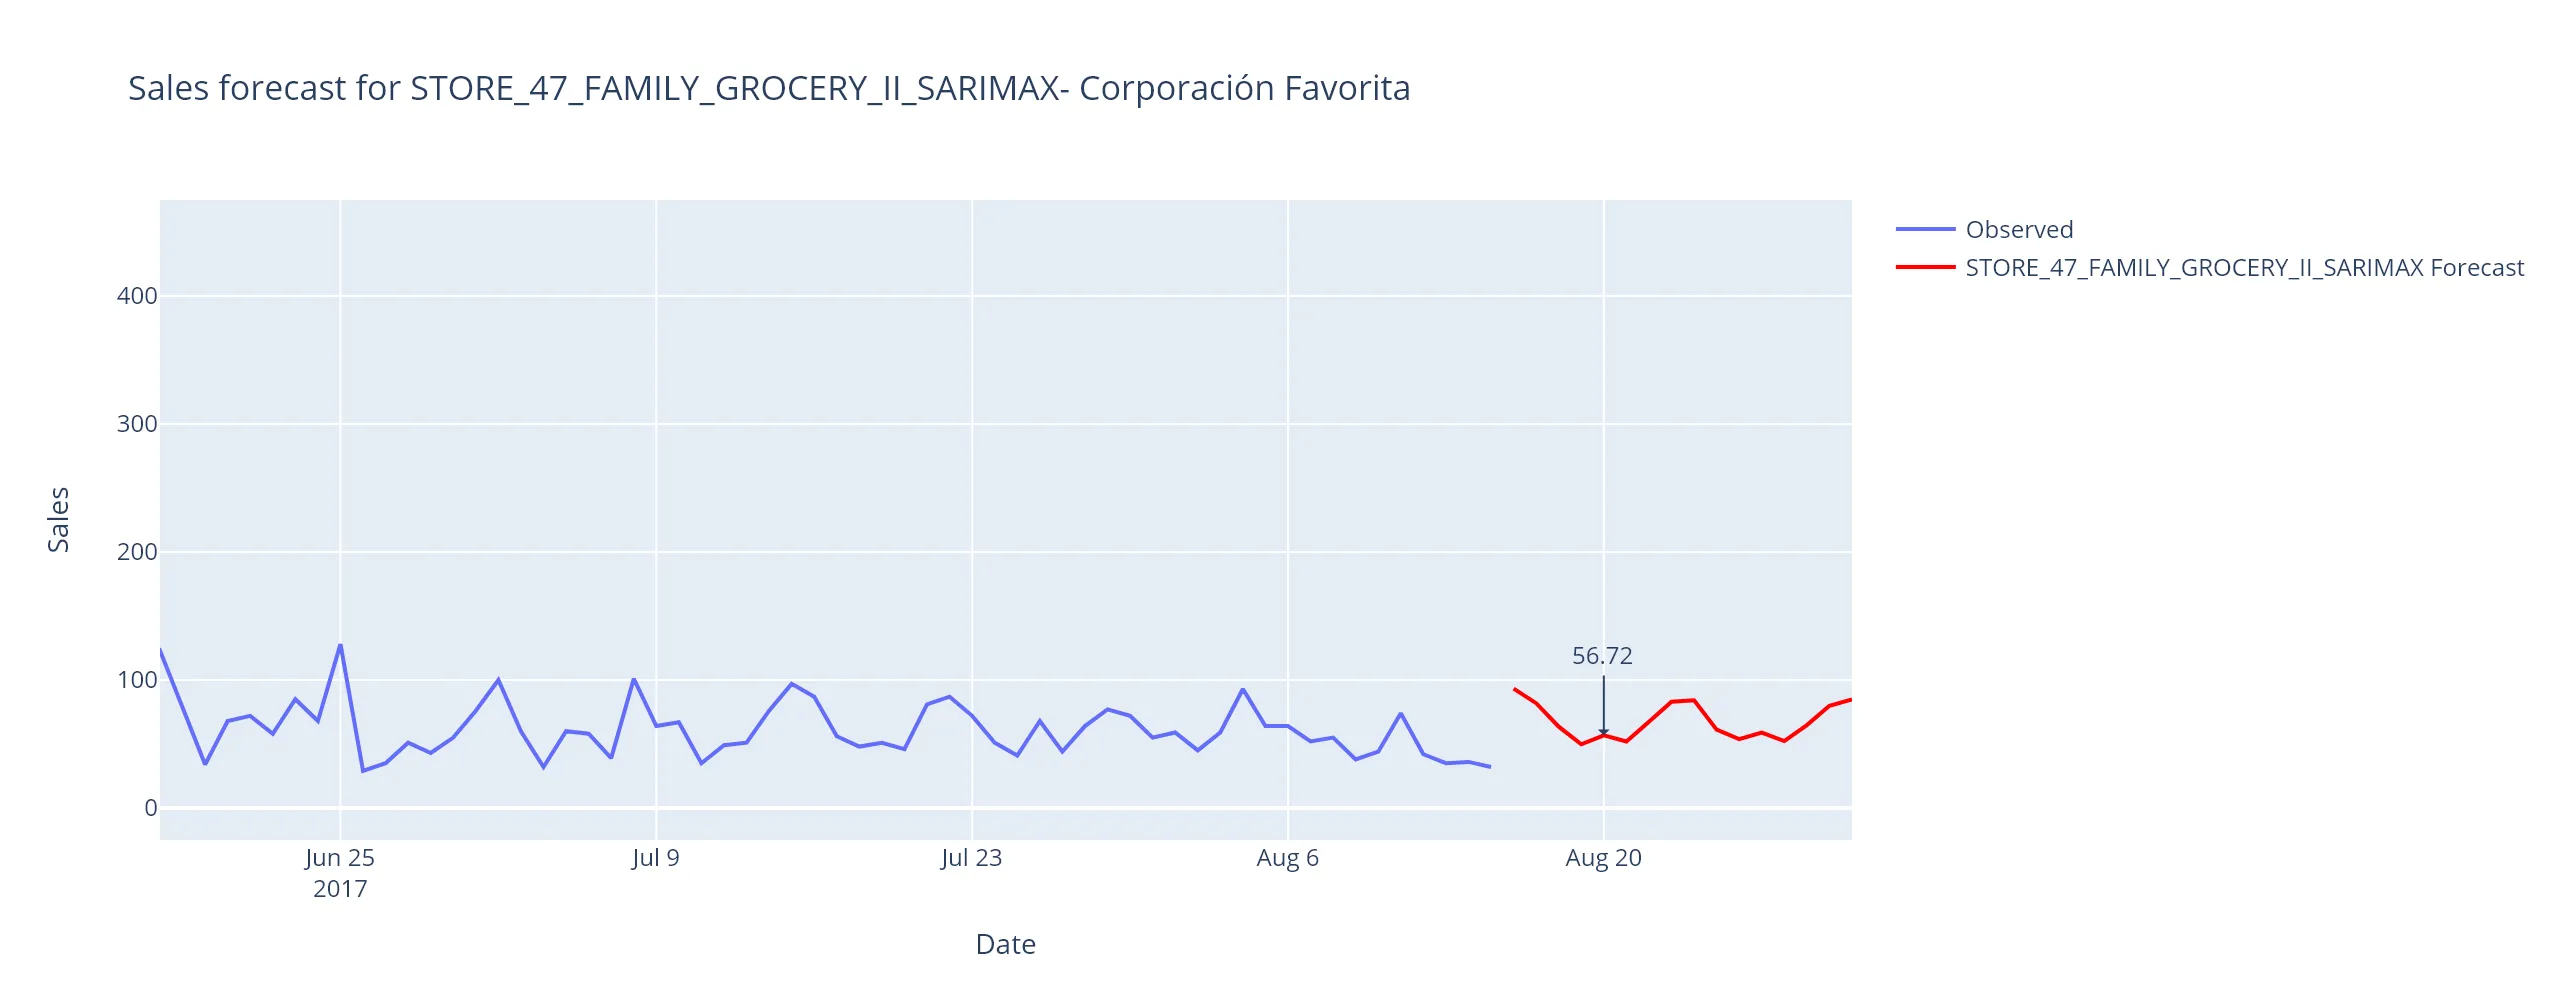 Sales forecast for STORE_47_FAMILY_GROCERY_II_SARIMAX- Corporación Favorita
Observed
STORE_47_FAMILY_GROCERY_II_SARIMAX Forecast
Sales
400
300
200
100
0
56.72
Jun 25
2017
Jul 9
Jul 23
Aug 6
Aug 20
Date